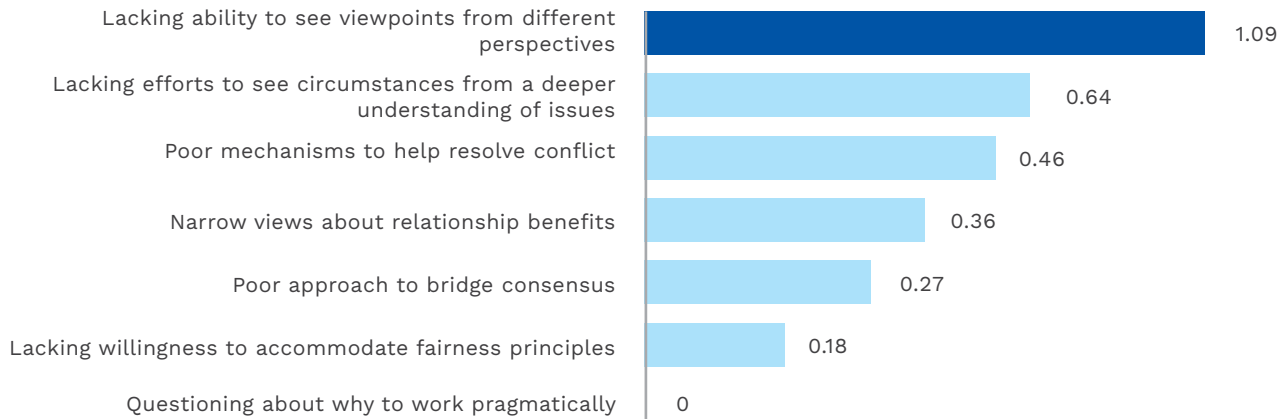 Lacking ability to see viewpoints from different
perspectives
1.09
Lacking efforts to see circumstances from a deeper
understanding of issues
0.64
Poor mechanisms to help resolve conflict
0.46
Narrow views about relationship benefits
0.36
Poor approach to bridge consensus
0.27
Lacking willingness to accommodate fairness principles
0.18
Questioning about why to work pragmatically
0